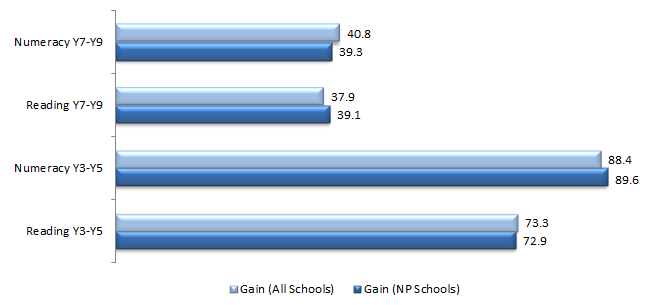 Numeracy Y7-Y9
40.8
39.3
Reading Y7-Y9
37.9
39.1
Numeracy Y3-Y5
88.4
89.6
Reading Y3-Y5
73.3
72.9
Gain (All Schools) Gain (NP Schools)